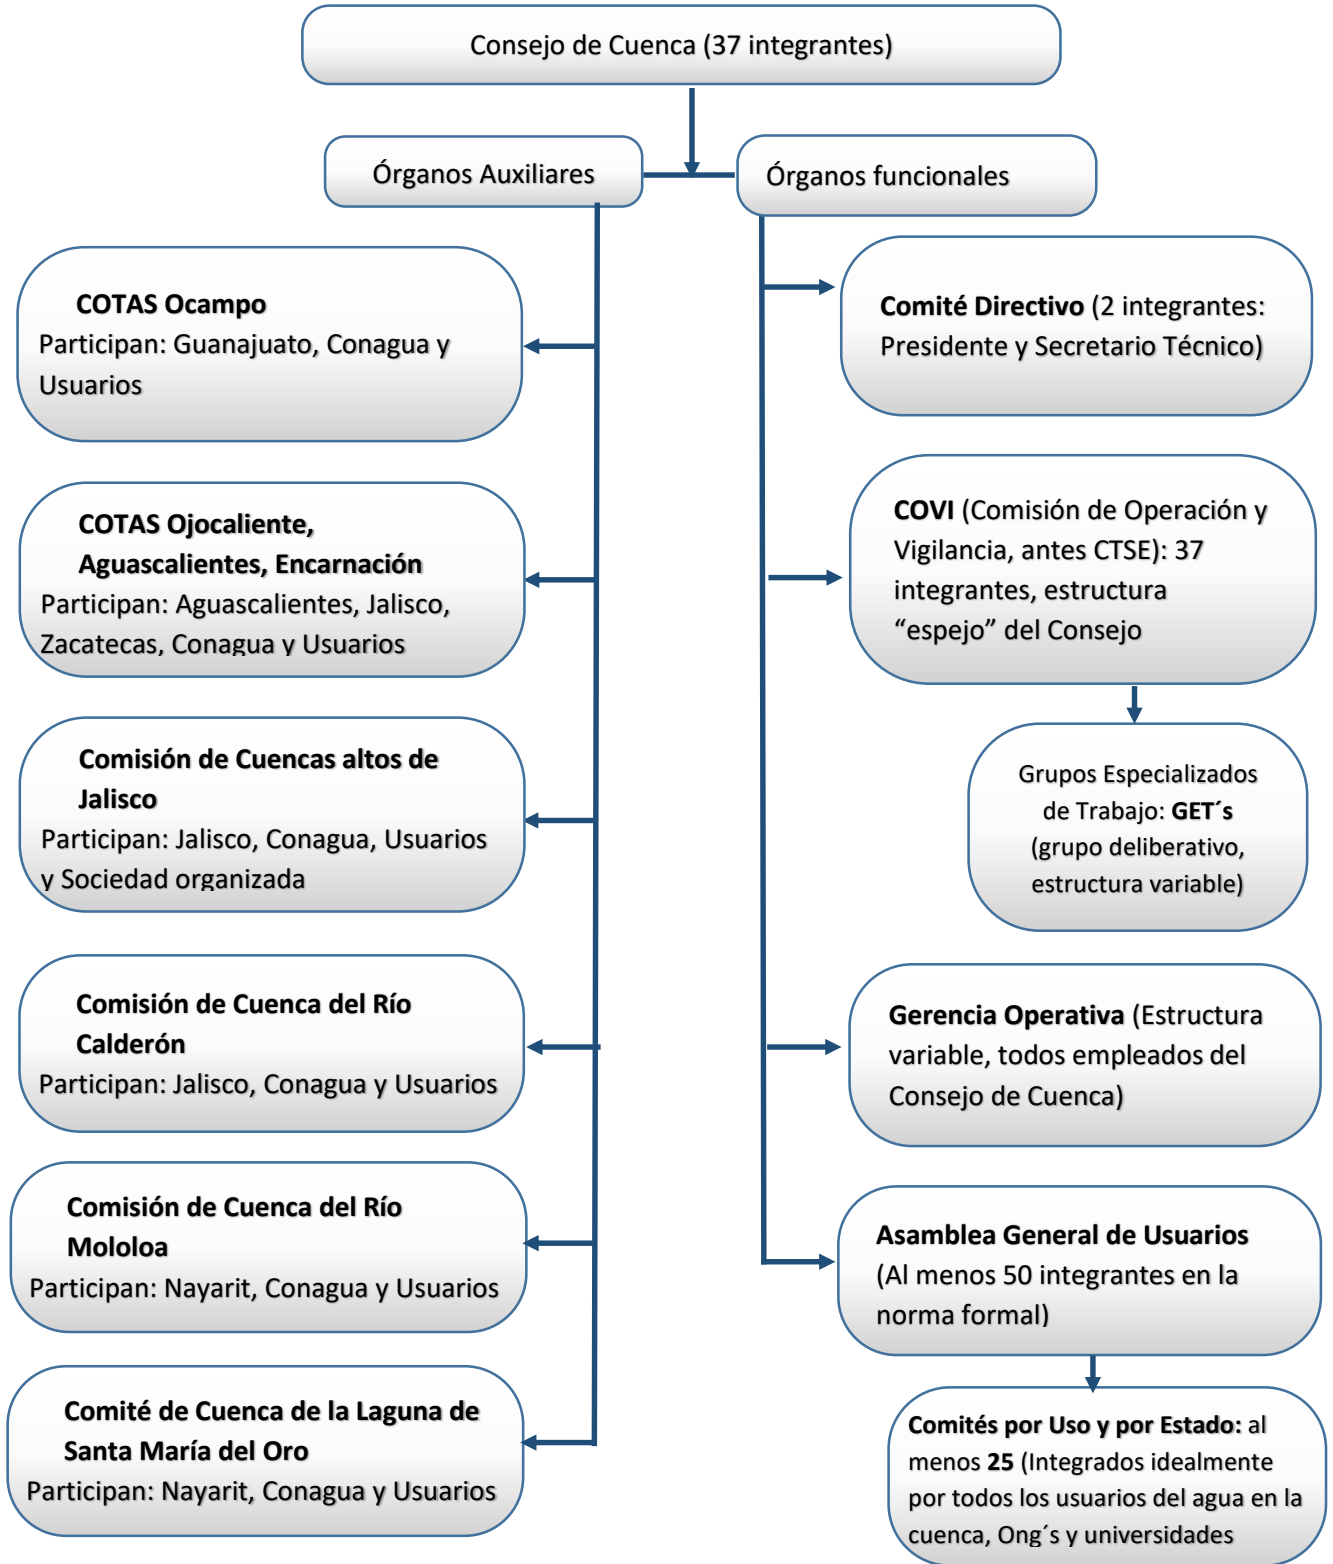 Consejo de Cuenca (37 integrantes)
Órganos Auxiliares
Órganos funcionales
COTAS Ocampo
Participan: Guanajuato, Conagua y
Usuarios
COTAS Ojocaliente,
Aguascalientes, Encarnación
Participan: Aguascalientes, Jalisco,
Zacatecas, Conagua y Usuarios
Comisión de Cuencas altos de
Jalisco
Participan: Jalisco, Conagua, Usuarios
y Sociedad organizada
Comisión de Cuenca del Río
Calderón
Participan: Jalisco, Conagua y Usuarios
Comisión de Cuenca del Río
Mololoa
Participan: Nayarit, Conagua y Usuarios
Comité de Cuenca de la Laguna de
Santa María del Oro
Participan: Nayarit, Conagua y Usuarios
Comité Directivo (2 integrantes:
Presidente y Secretario Técnico)
COVI (Comisión de Operación y
Vigilancia, antes CTSE): 37
integrantes, estructura
“espejo” del Consejo
Grupos Especializados
de Trabajo: GET´s
(grupo deliberativo,
estructura variable)
Gerencia Operativa (Estructura
variable, todos empleados del
Consejo de Cuenca)
Asamblea General de Usuarios
(Al menos 50 integrantes en la
norma formal)
Comités por Uso y por Estado: al
menos 25 (Integrados idealmente
por todos los usuarios del agua en la
cuenca, Ong´s y universidades